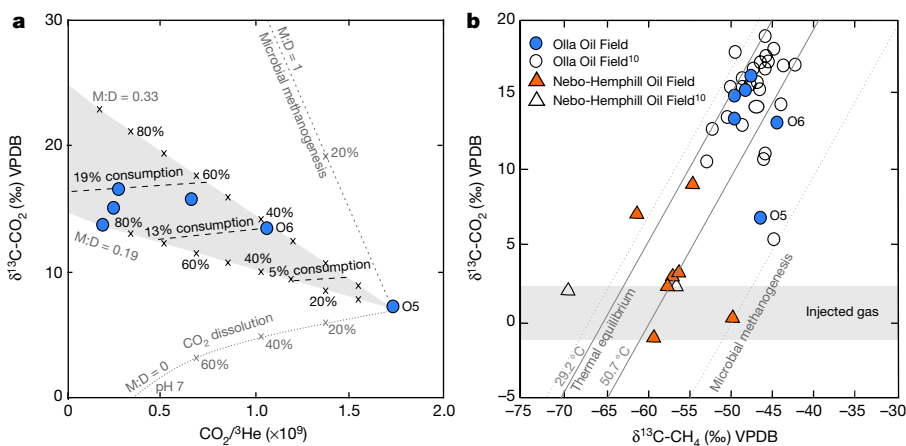 a
30
20
10
0
δ¹³C-CO₂ (‰) VPDB
0
0.5
1.0
1.5
2.0
CO₂/³He (×10⁹)
M:D = 1
Microbial methanogenesis
20%
M:D = 0.33
80%
60%
19% consumption
40%
13% consumption
O6
80%
M:D = 0.19
60%
40%
5% consumption
20%
O5
CO₂ dissolution
20%
40%
60%
M:D = 0
pH 7
b
20
15
10
5
0
−5
δ¹³C-CO₂ (‰) VPDB
−75
−70
−65
−60
−55
−50
−45
−40
−35
−30
δ¹³C-CH₄ (‰) VPDB
Olla Oil Field
Olla Oil Field¹⁰
Nebo-Hemphill Oil Field
Nebo-Hemphill Oil Field¹⁰
O6
O5
Injected gas
29.2 °C
Thermal equilibrium
50.7 °C
Microbial methanogenesis